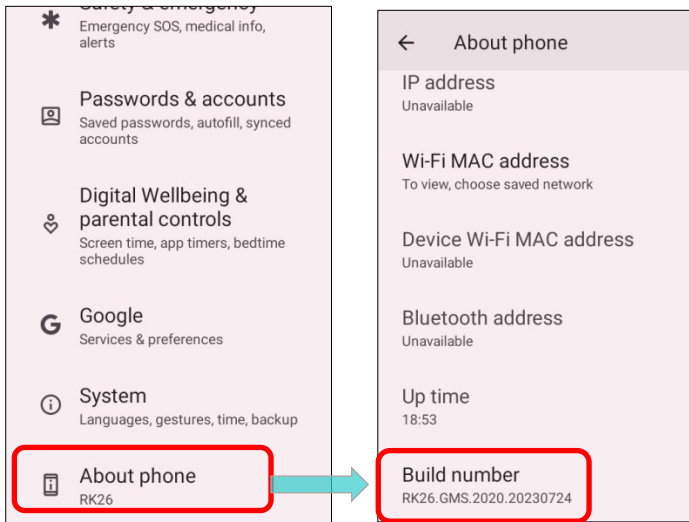 Safety & emergency
Emergency SOS, medical info,
alerts
Passwords & accounts
Saved passwords, autofill, synced
accounts
Digital Wellbeing &
parental controls
Screen time, app timers, bedtime
schedules
Google
Services & preferences
System
Languages, gestures, time, backup
About phone
RK26
About phone
IP address
Unavailable
Wi-Fi MAC address
To view, choose saved network
Device Wi-Fi MAC address
Unavailable
Bluetooth address
Unavailable
Up time
18:53
Build number
RK26.GMS.2020.20230724